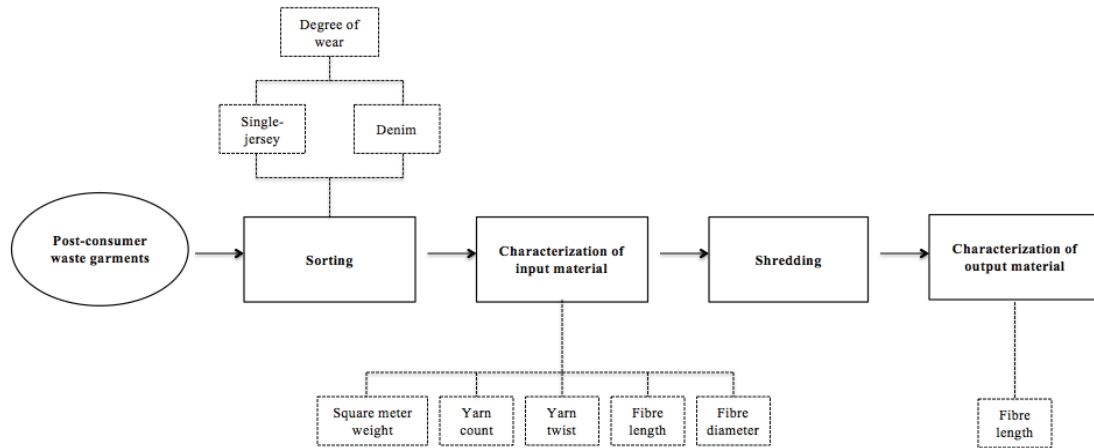 Degree of
wear
Single-
jersey
Denim
Post-consumer
waste garments
Sorting
Characterization of
input material
Shredding
Characterization of
output material
Square meter
weight
Yarn
count
Yarn
twist
Fibre
length
Fibre
diameter
Fibre
length